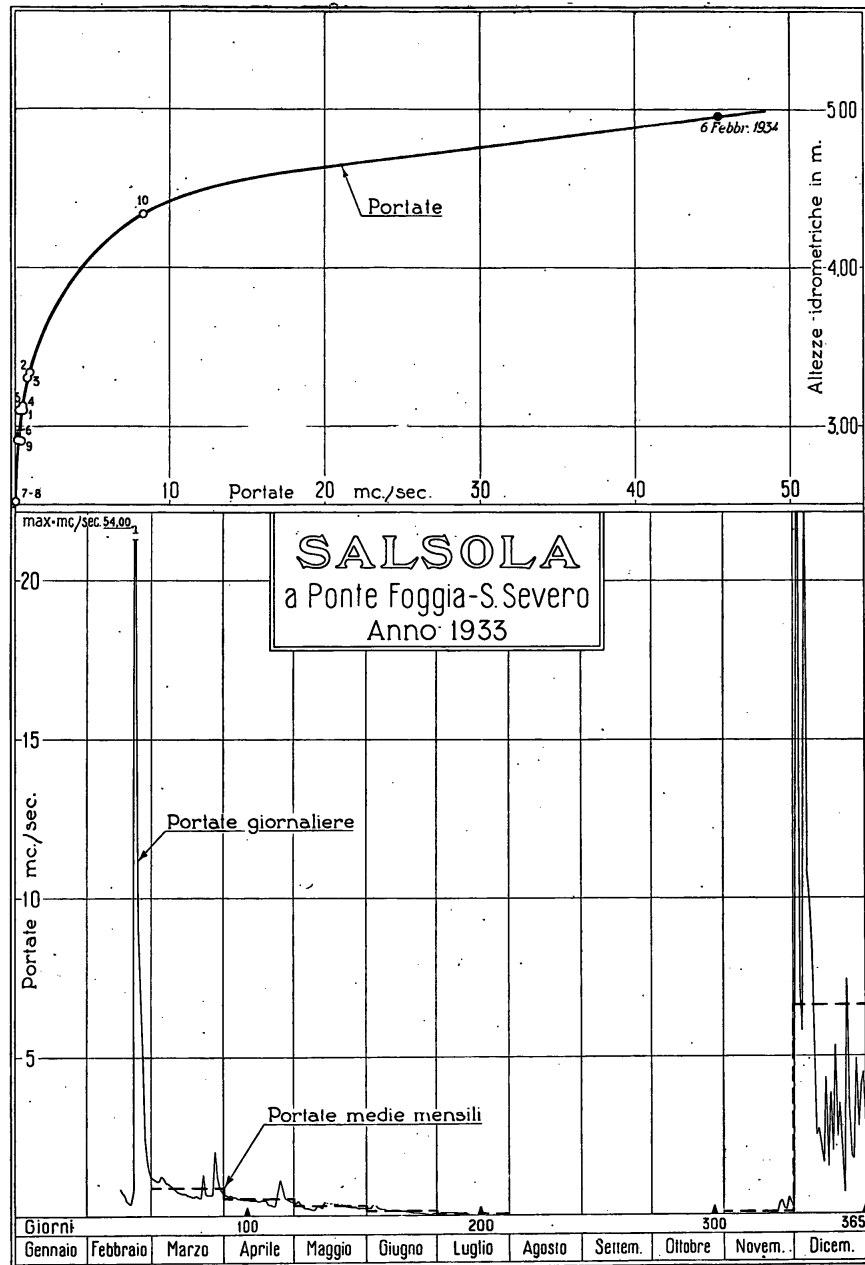 5,00
6 Febbr. 1934
10
Portate
Altezze idrometriche in m.
4,00
2
3
5
4
1
3,00
6
9
7-8
10
20
30
40
50
Portate mc./sec.
max=mc/sec. 54,00
SALSOLA
a Ponte Foggia-S. Severo
Anno 1933
20
15
Portate giornaliere
Portate mc./sec.
10
5
Portate medie mensili
Giorni
100
200
300
365
Gennaio
Febbraio
Marzo
Aprile
Maggio
Giugno
Luglio
Agosto
Settem.
Ottobre
Novem.
Dicem.